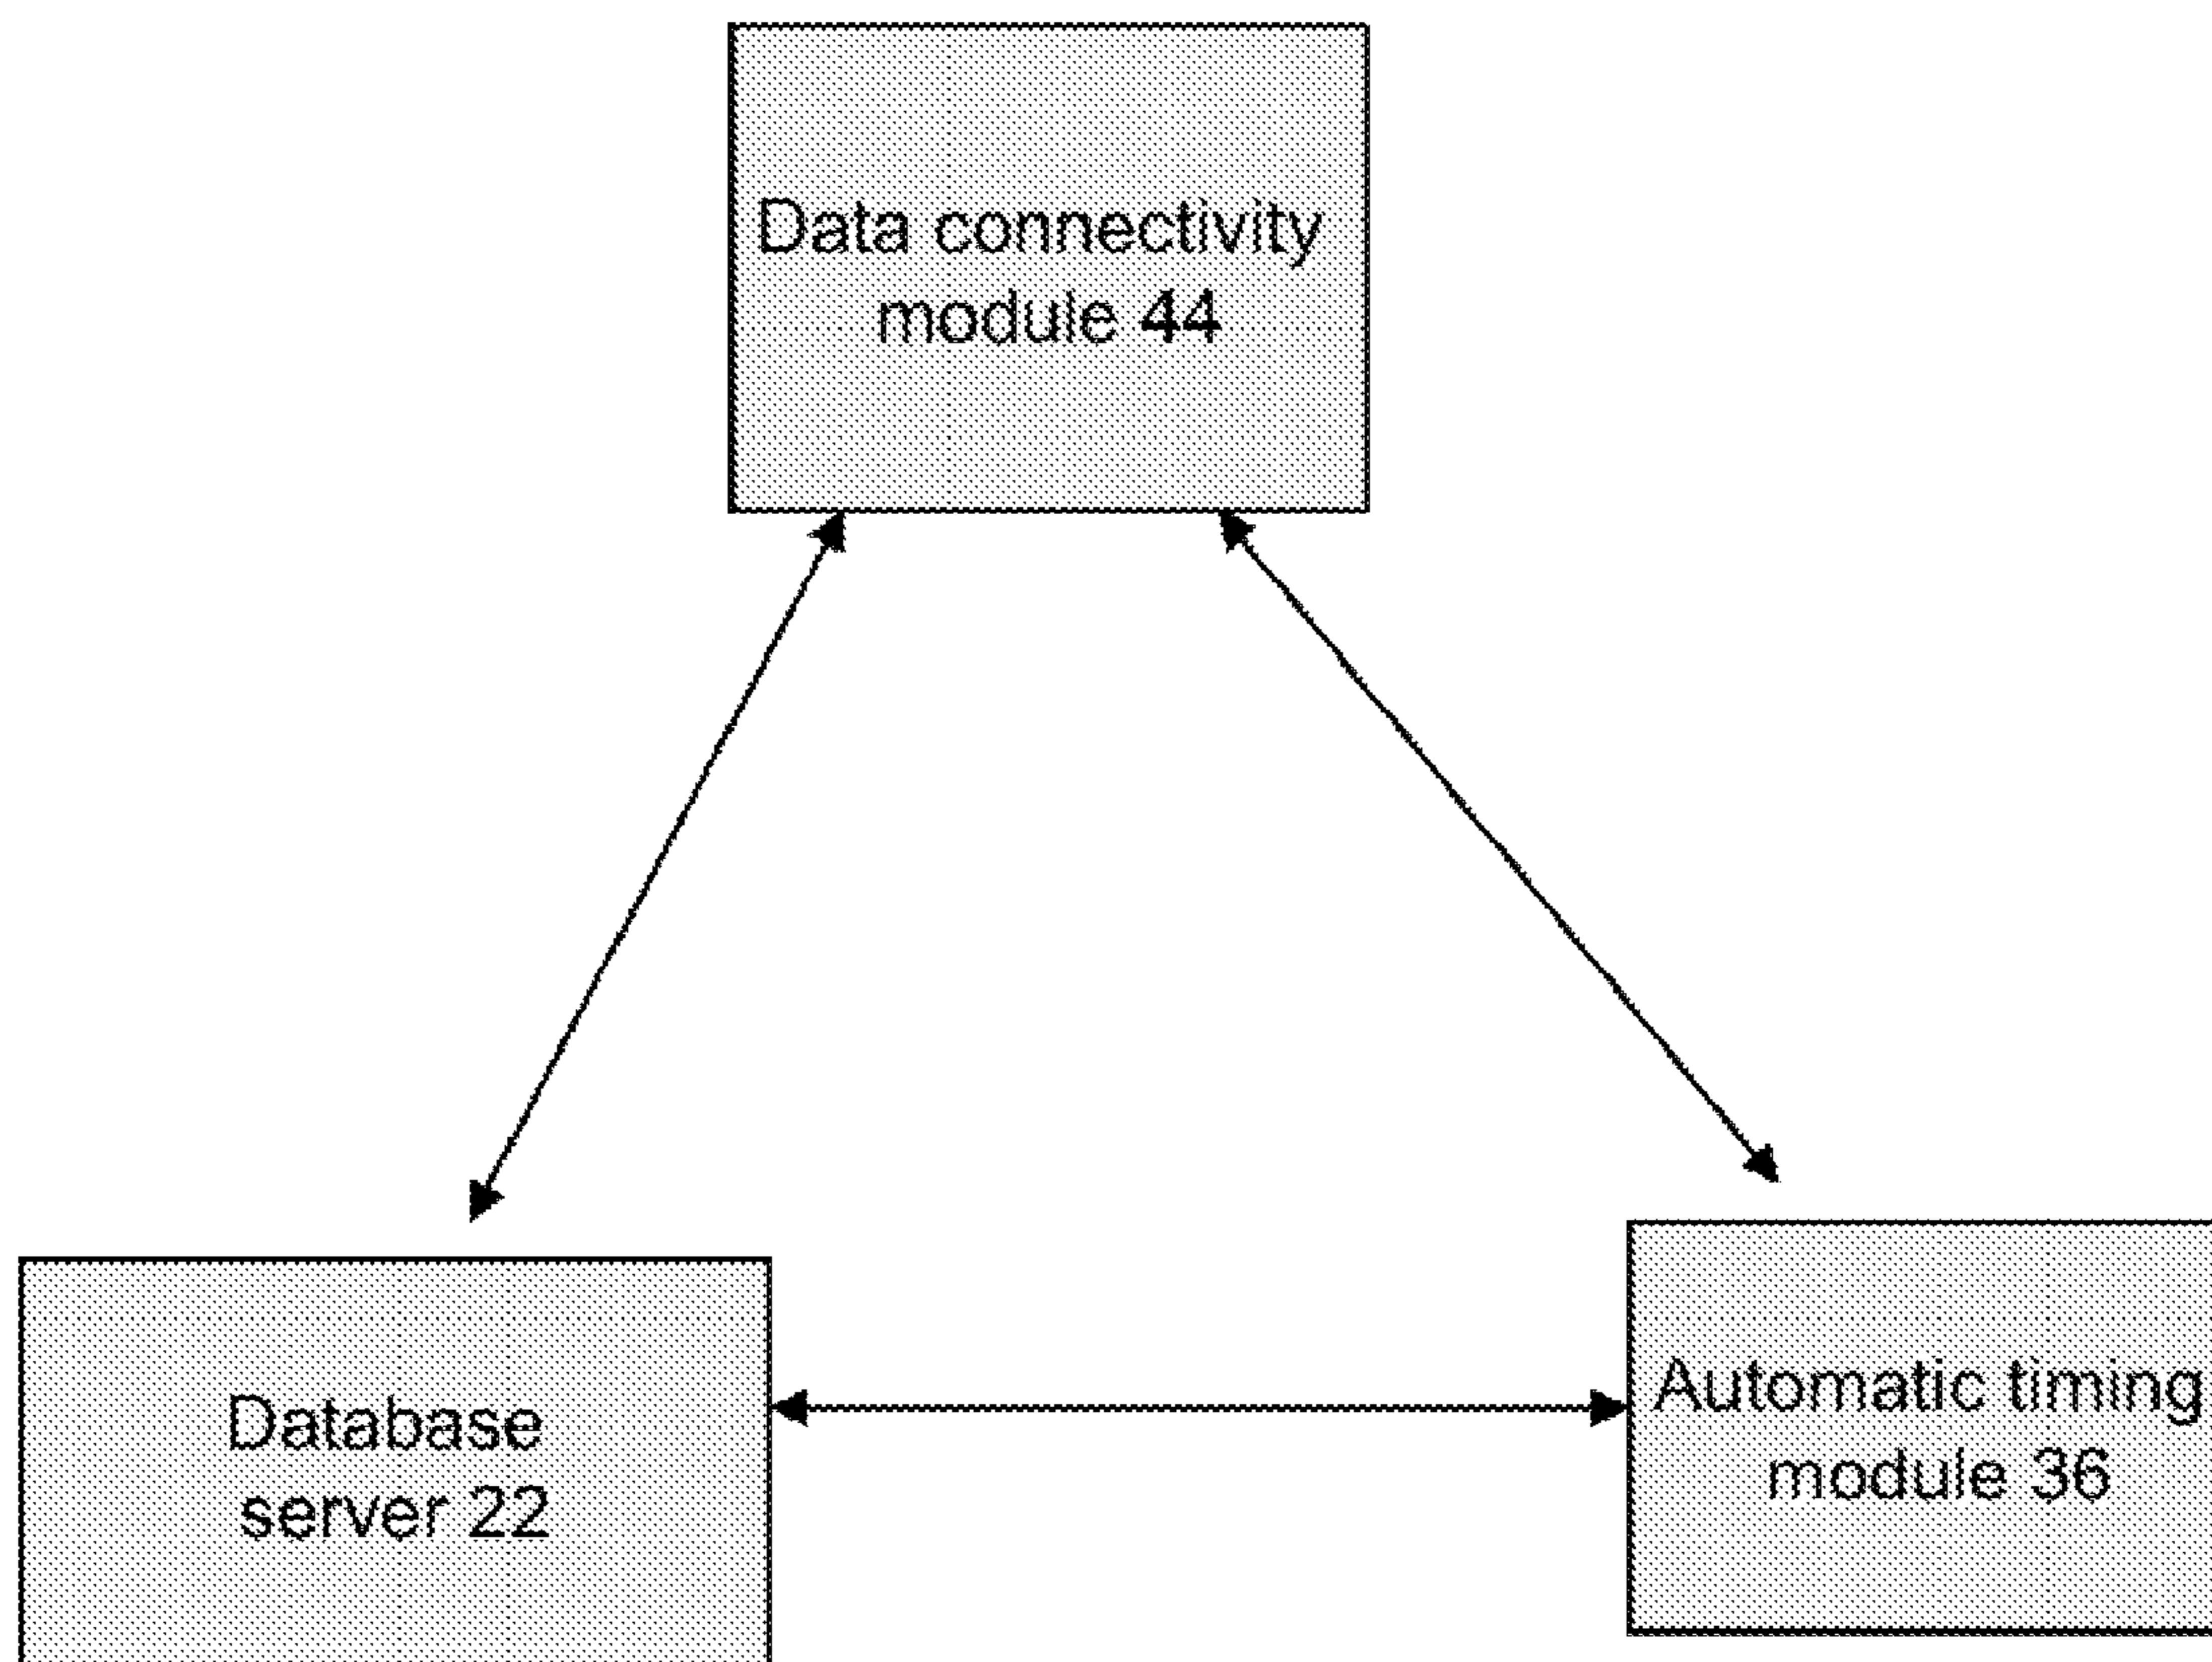 Data connectivity
module 44
Database
server 22
Automatic timing
module 36